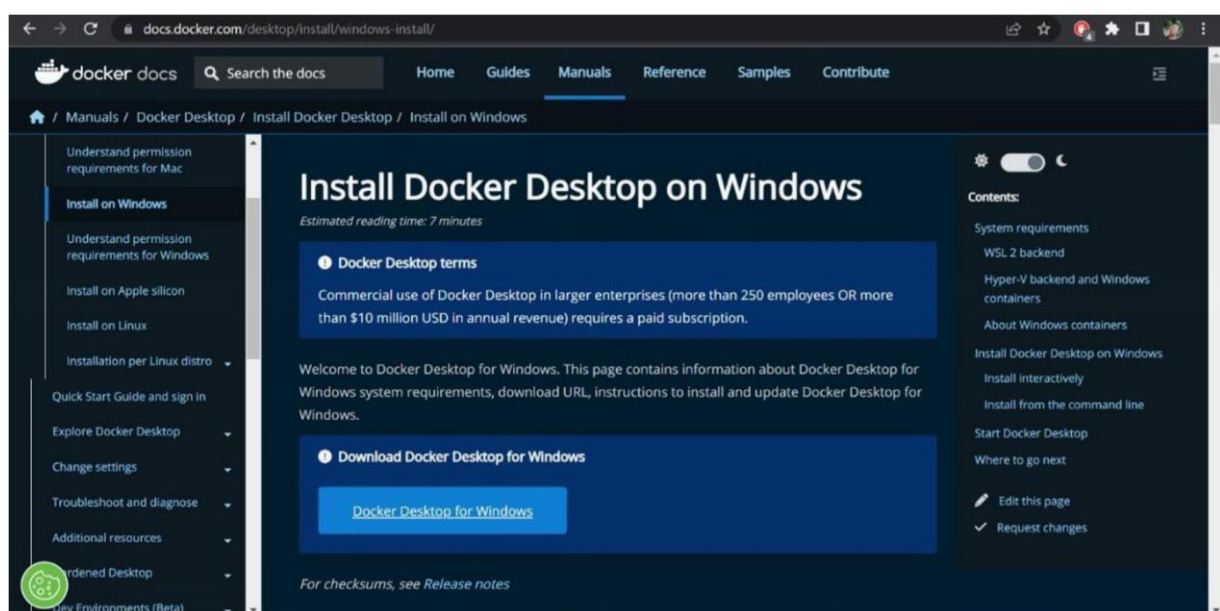 docs.docker.com/desktop/install/windows-install/
docker docs
Search the docs
Home Guides Manuals Reference Samples Contribute
/ Manuals / Docker Desktop / Install Docker Desktop / Install on Windows
Understand permission
requirements for Mac
Install on Windows
Understand permission
requirements for Windows
Install on Apple silicon
Install on Linux
Installation per Linux distro
Quick Start Guide and sign in
Explore Docker Desktop
Change settings
Troubleshoot and diagnose
Additional resources
Desktop
Dev Environments (Beta)
Install Docker Desktop on Windows
Estimated reading time: 7 minutes
Docker Desktop terms
Commercial use of Docker Desktop in larger enterprises (more than 250 employees OR more
than $10 million USD in annual revenue) requires a paid subscription.
Welcome to Docker Desktop for Windows. This page contains information about Docker Desktop for
Windows system requirements, download URL, instructions to install and update Docker Desktop for
Windows.
Download Docker Desktop for Windows
Docker Desktop for Windows
For checksums, see Release notes
Contents:
System requirements
WSL 2 backend
Hyper-V backend and Windows
containers
About Windows containers
Install Docker Desktop on Windows
Install interactively
Install from the command line
Start Docker Desktop
Where to go next
Edit this page
Request changes